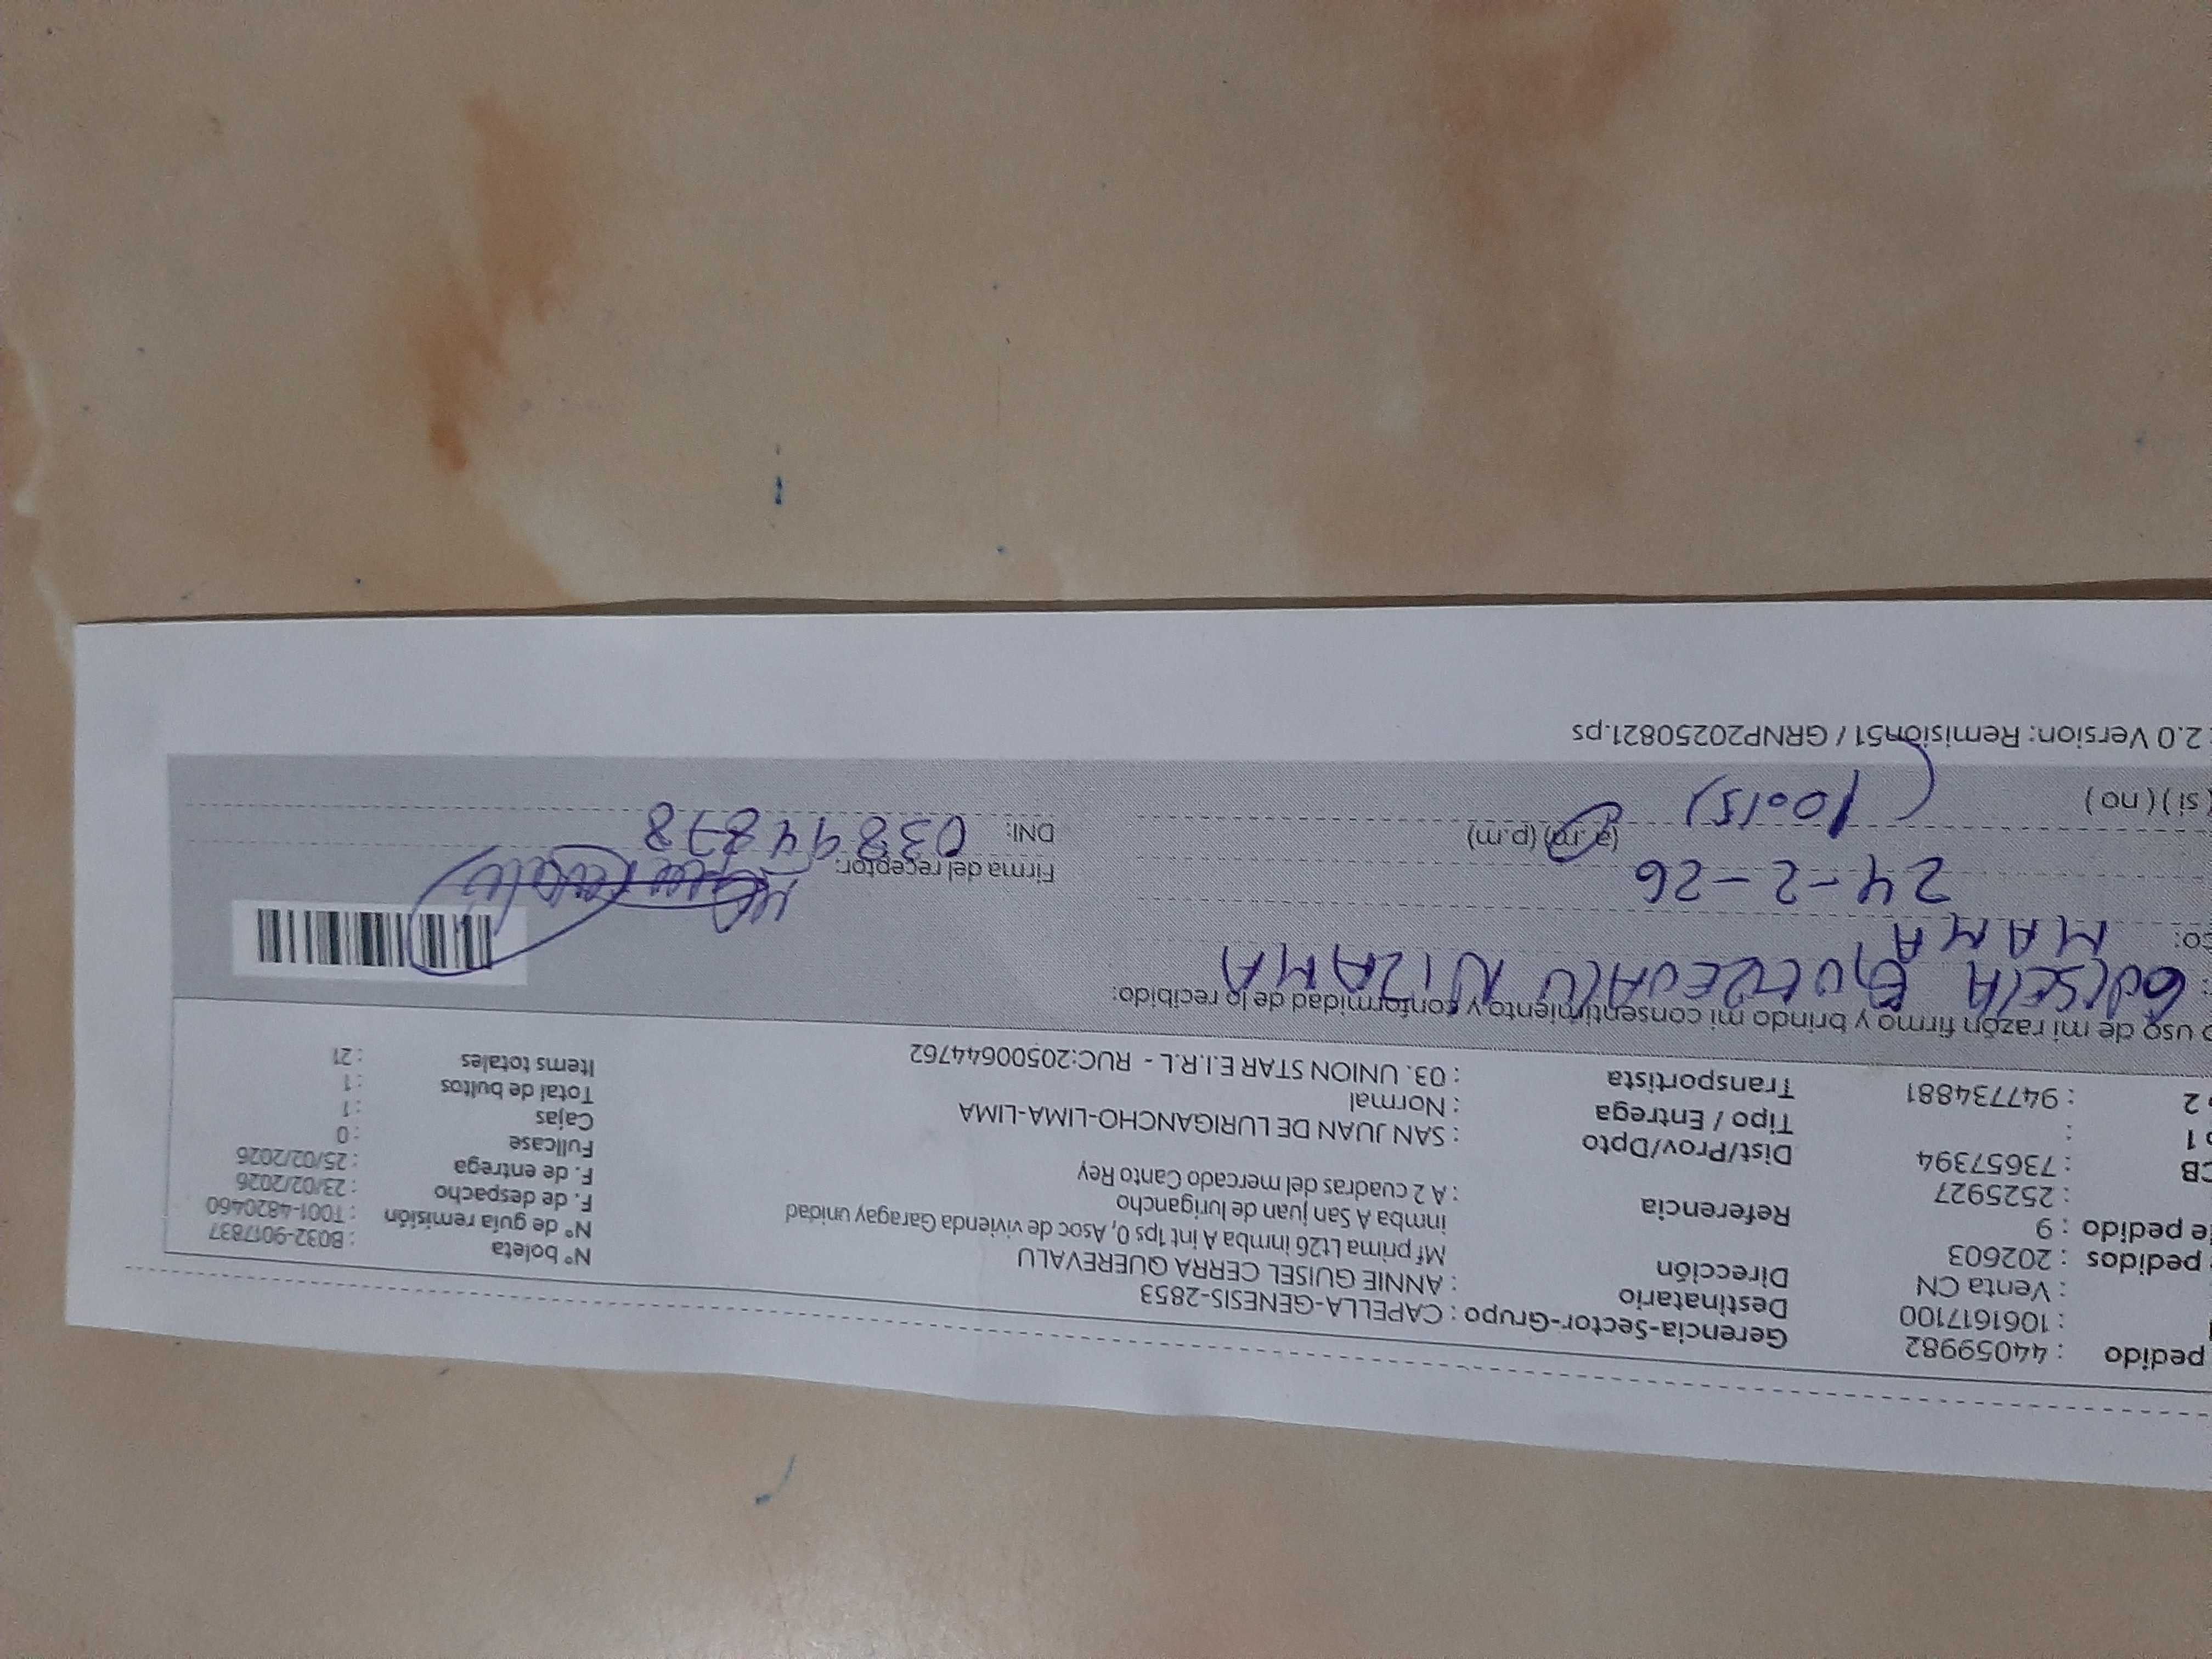 pedido : 44059982
: 1061617100
: Venta CN
pedidos : 202603
e pedido : 9
: 2525927
CB : 73657394
1 :
2 : 947734881
Gerencia-Sector-Grupo : CAPELLA-GENESIS-2853
Destinatario : ANNIE GUISEL CERRA QUEREVALU
Dirección Mf prima Lt26 inmba A int 1ps 0, Asoc de vivienda Garagay unidad
inmba A San juan de lurigancho
Referencia : A 2 cuadras del mercado Canto Rey
Dist/Prov/Dpto : SAN JUAN DE LURIGANCHO-LIMA-LIMA
Tipo / Entrega : Normal
Transportista : 03. UNION STAR E.I.R.L - RUC:20500644762
N° boleta : B032-9017837
N° de guía remisión : T001-4820460
F. de despacho : 23/02/2026
F. de entrega : 25/02/2026
Fullcase : 0
Cajas : 1
Total de bultos : 1
Items totales : 21
uso de mi razón firmo y brindo mi consentimiento y conformidad de lo recibido:
NIZAMA
co: MAMA
24-2-26
(a.m) (p.m)
(si) (no) (10:15)
Firma del receptor:
DNI: 03894878
2.0 Version: Remisión51 / GRNP20250821.ps